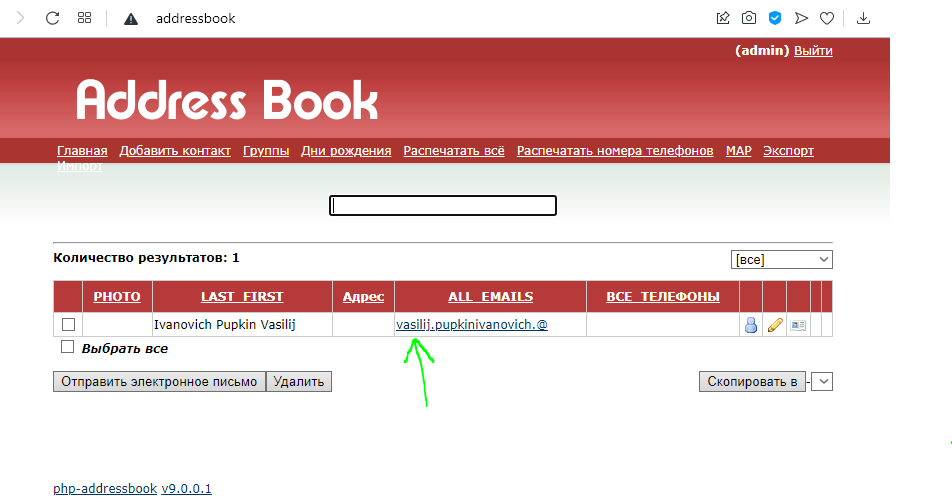 addressbook
(admin) Выйти
Address Book
Главная Добавить контакт Группы Дни рождения Распечатать всё Распечатать номера телефонов MAP Экспорт
Импорт
Количество результатов: 1 [все]
PHOTO LAST_FIRST Адрес ALL_EMAILS ВСЕ_ТЕЛЕФОНЫ
Ivanovich Pupkin Vasilij vasilij.pupkinivanovich.@
Выбрать все
Отправить электронное письмо Удалить Скопировать в -
php-addressbook v9.0.0.1